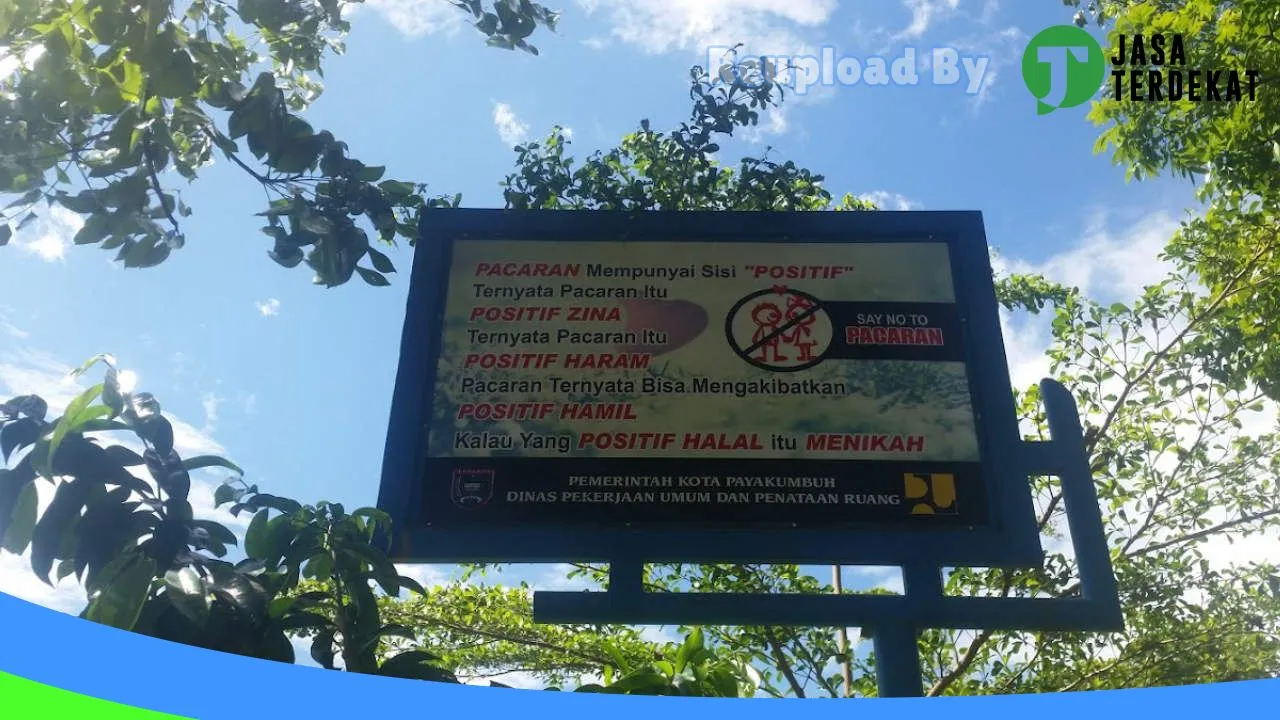 Reupload By
JASA
TERDEKAT
PACARAN Mempunyai Sisi "POSITIF"
Ternyata Pacaran Itu
POSITIF ZINA
Ternyata Pacaran Itu
POSITIF HARAM
Pacaran Ternyata Bisa Mengakibatkan
POSITIF HAMIL
Kalau Yang POSITIF HALAL itu MENIKAH
SAY NO TO
PACARAN
PEMERINTAH KOTA PAYAKUMBUH
DINAS PEKERJAAN UMUM DAN PENATAAN RUANG